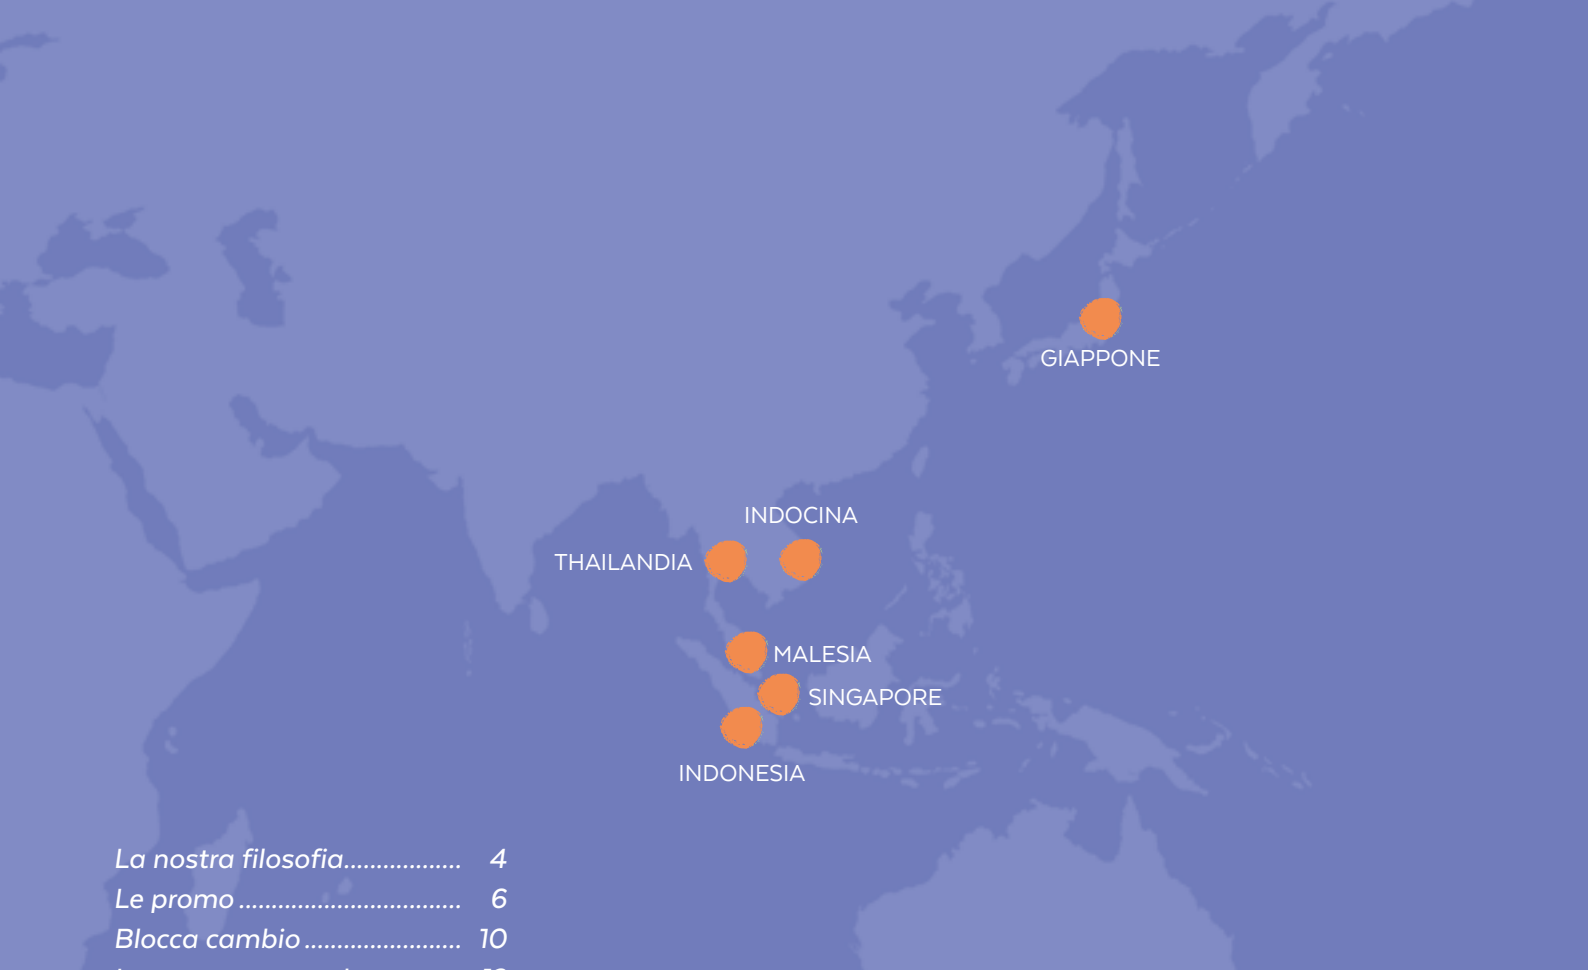 GIAPPONE
INDOCINA
THAILANDIA
MALESIA
SINGAPORE
INDONESIA
La nostra filosofia.................. 4
Le promo .................................. 6
Blocca cambio ........................ 10